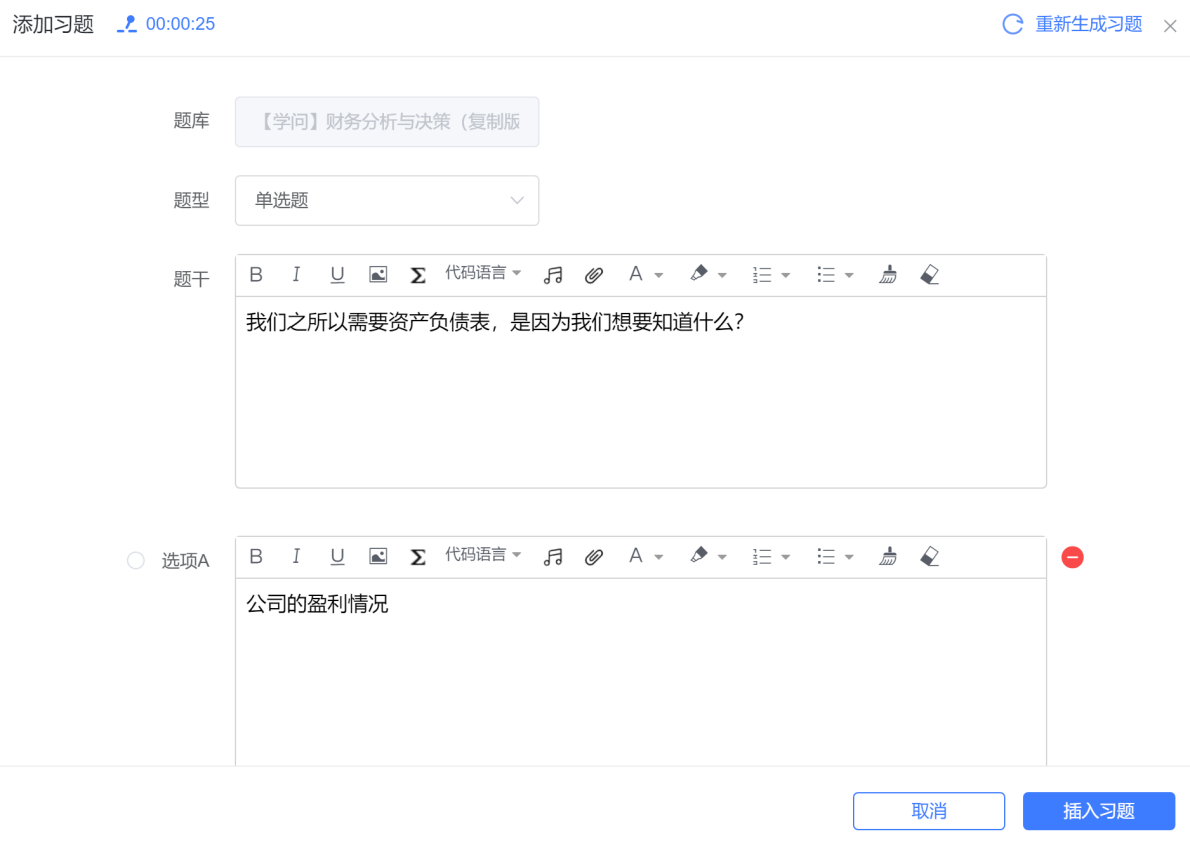 添加习题 00:00:25 重新生成习题
题库 【学问】财务分析与决策（复制版
题型 单选题
题干 B I U Σ 代码语言 A
我们之所以需要资产负债表，是因为我们想要知道什么？
选项A B I U Σ 代码语言 A
公司的盈利情况
取消 插入习题